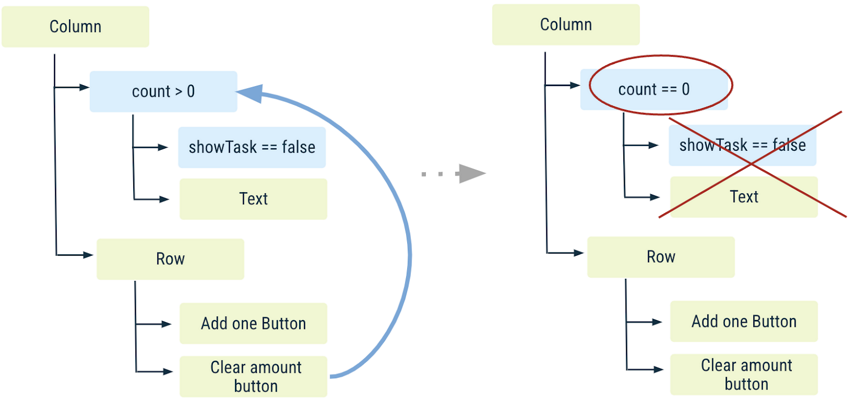 Column
count > 0
showTask == false
Text
Row
Add one Button
Clear amount
button
Column
count == 0
showTask == false
Text
Row
Add one Button
Clear amount
button